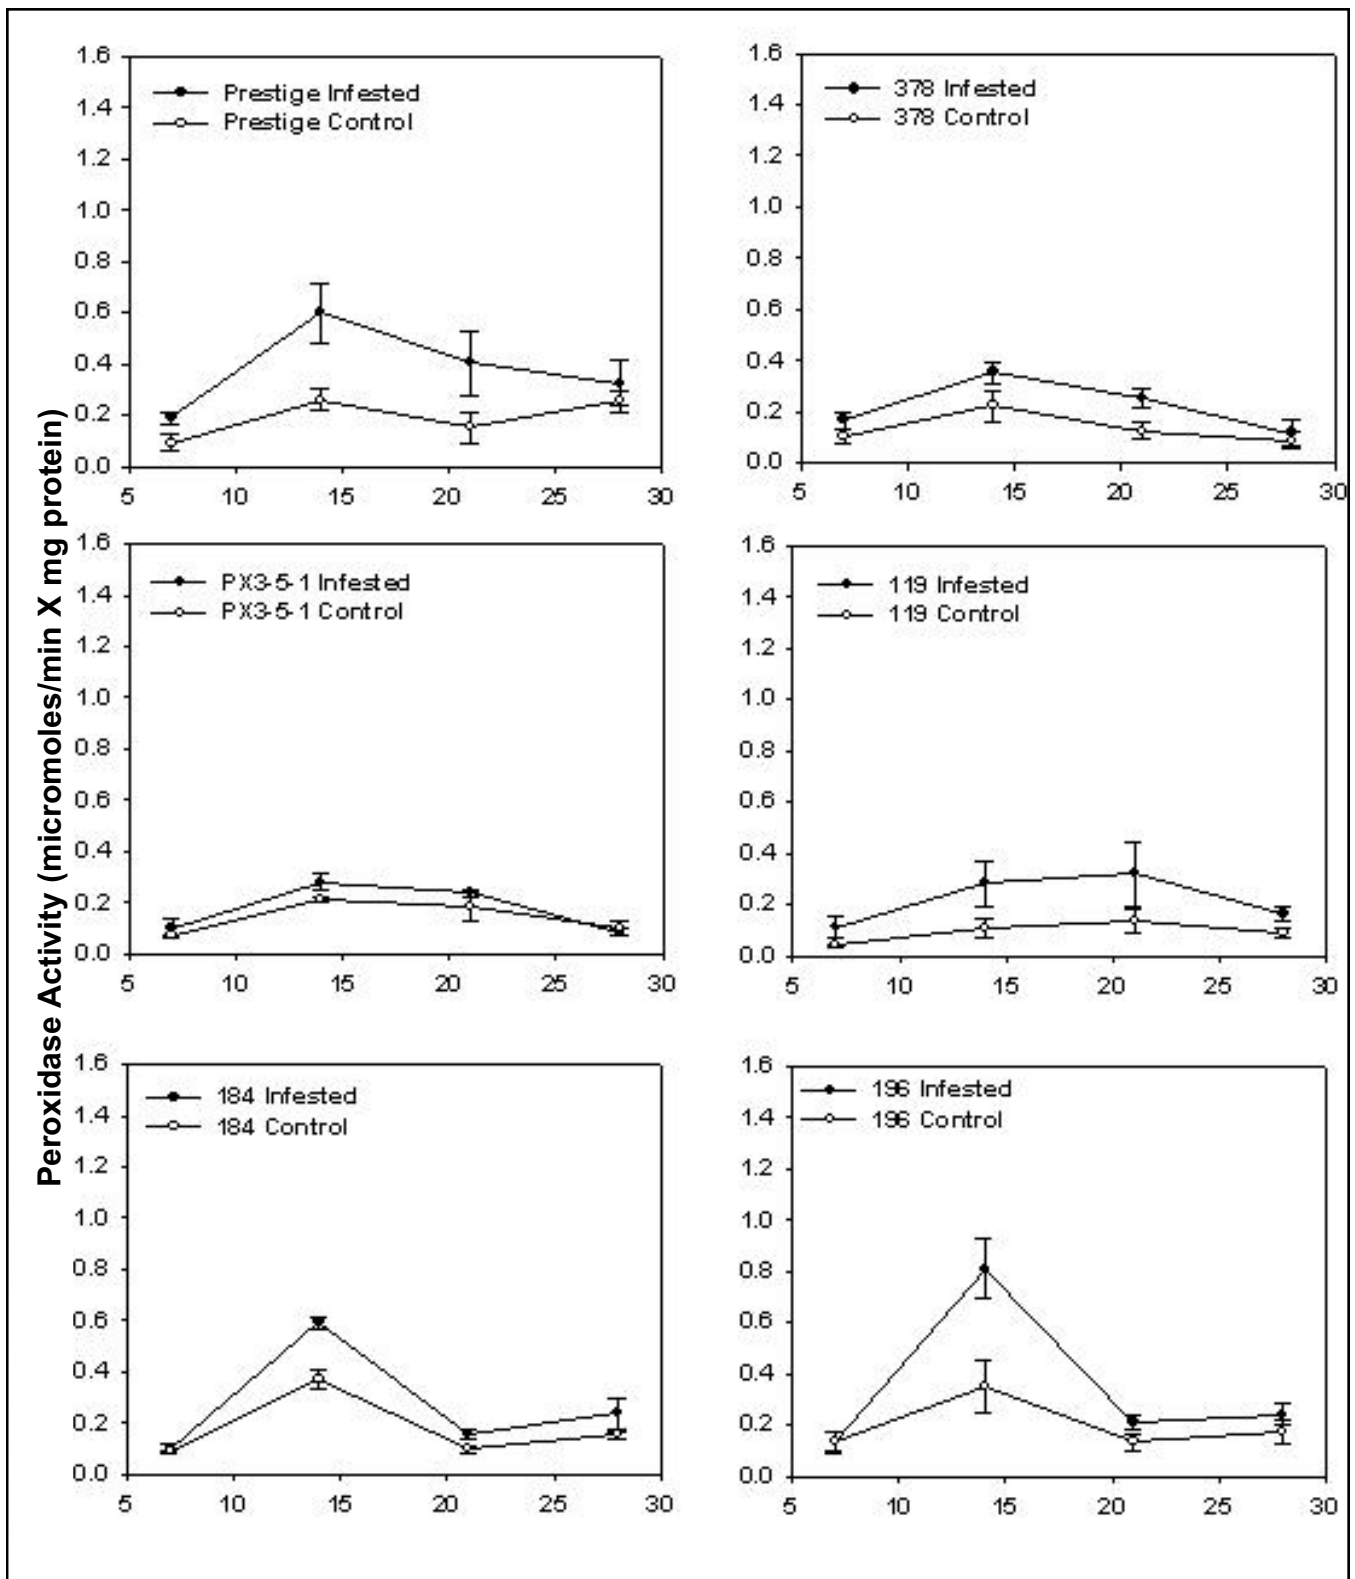 Peroxidase Activity (micromoles/min X mg protein)
1.6
1.4
1.2
1.0
0.8
0.6
0.4
0.2
0.0
5 10 15 20 25 30
Prestige Infested
Prestige Control
1.6
1.4
1.2
1.0
0.8
0.6
0.4
0.2
0.0
5 10 15 20 25 30
378 Infested
378 Control
1.6
1.4
1.2
1.0
0.8
0.6
0.4
0.2
0.0
5 10 15 20 25 30
PX3-5-1 Infested
PX3-5-1 Control
1.6
1.4
1.2
1.0
0.8
0.6
0.4
0.2
0.0
5 10 15 20 25 30
119 Infested
119 Control
1.6
1.4
1.2
1.0
0.8
0.6
0.4
0.2
0.0
5 10 15 20 25 30
184 Infested
184 Control
1.6
1.4
1.2
1.0
0.8
0.6
0.4
0.2
0.0
5 10 15 20 25 30
196 Infested
196 Control